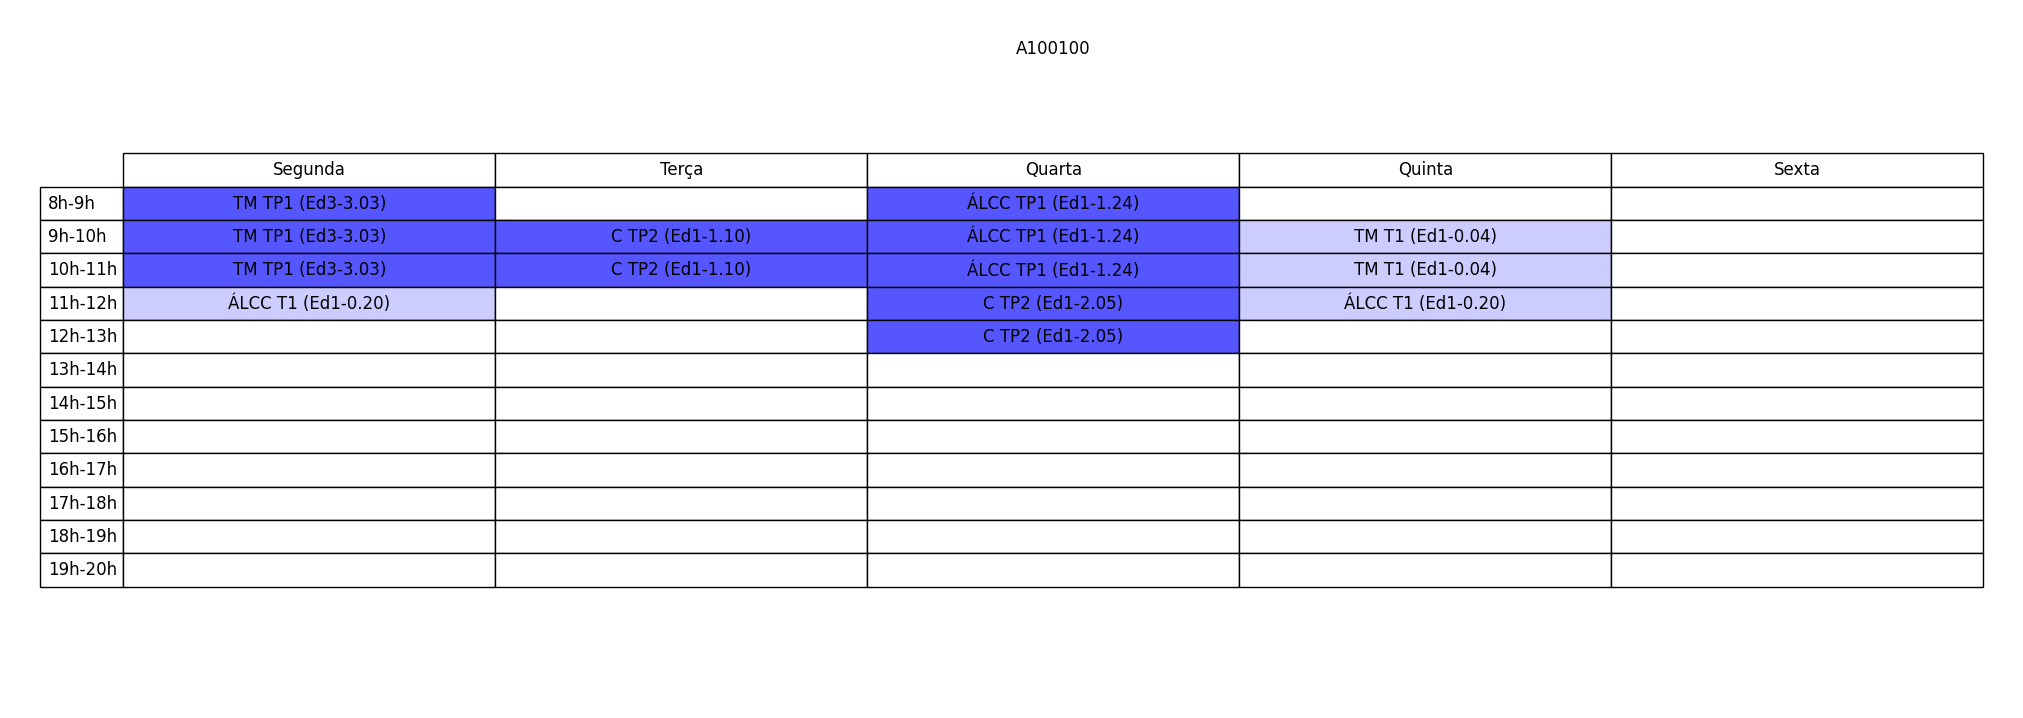 A100100
Segunda Terça Quarta Quinta Sexta
8h-9h TM TP1 (Ed3-3.03) ÁLCC TP1 (Ed1-1.24)
9h-10h TM TP1 (Ed3-3.03) C TP2 (Ed1-1.10) ÁLCC TP1 (Ed1-1.24) TM T1 (Ed1-0.04)
10h-11h TM TP1 (Ed3-3.03) C TP2 (Ed1-1.10) ÁLCC TP1 (Ed1-1.24) TM T1 (Ed1-0.04)
11h-12h ÁLCC T1 (Ed1-0.20) C TP2 (Ed1-2.05) ÁLCC T1 (Ed1-0.20)
12h-13h C TP2 (Ed1-2.05)
13h-14h
14h-15h
15h-16h
16h-17h
17h-18h
18h-19h
19h-20h